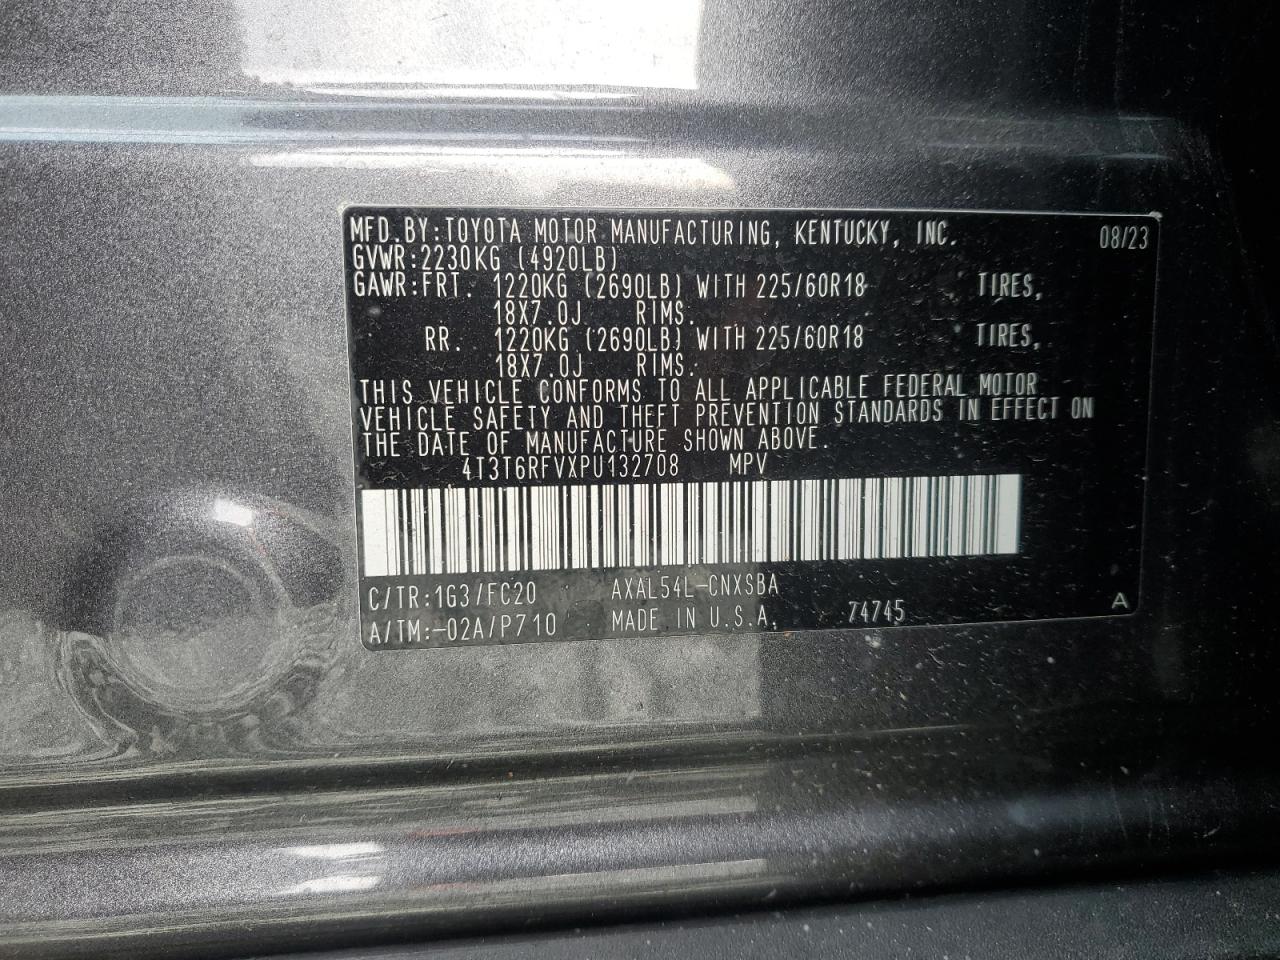 MFD.BY:TOYOTA MOTOR MANUFACTURING, KENTUCKY, INC. 08/23
GVWR:2230KG (4920LB)
GAWR:FRT. 1220KG (2690LB) WITH 225/60R18 TIRES,
18X7.0J RIMS.
RR. 1220KG (2690LB) WITH 225/60R18 TIRES,
18X7.0J RIMS.
THIS VEHICLE CONFORMS TO ALL APPLICABLE FEDERAL MOTOR
VEHICLE SAFETY AND THEFT PREVENTION STANDARDS IN EFFECT ON
THE DATE OF MANUFACTURE SHOWN ABOVE.
4T3T6RFVXPU132708 MPV
C/TR:1G3/FC20 AXAL54L-CNXSBA
A/TM:-02A/P710 MADE IN U.S.A. 74745 A